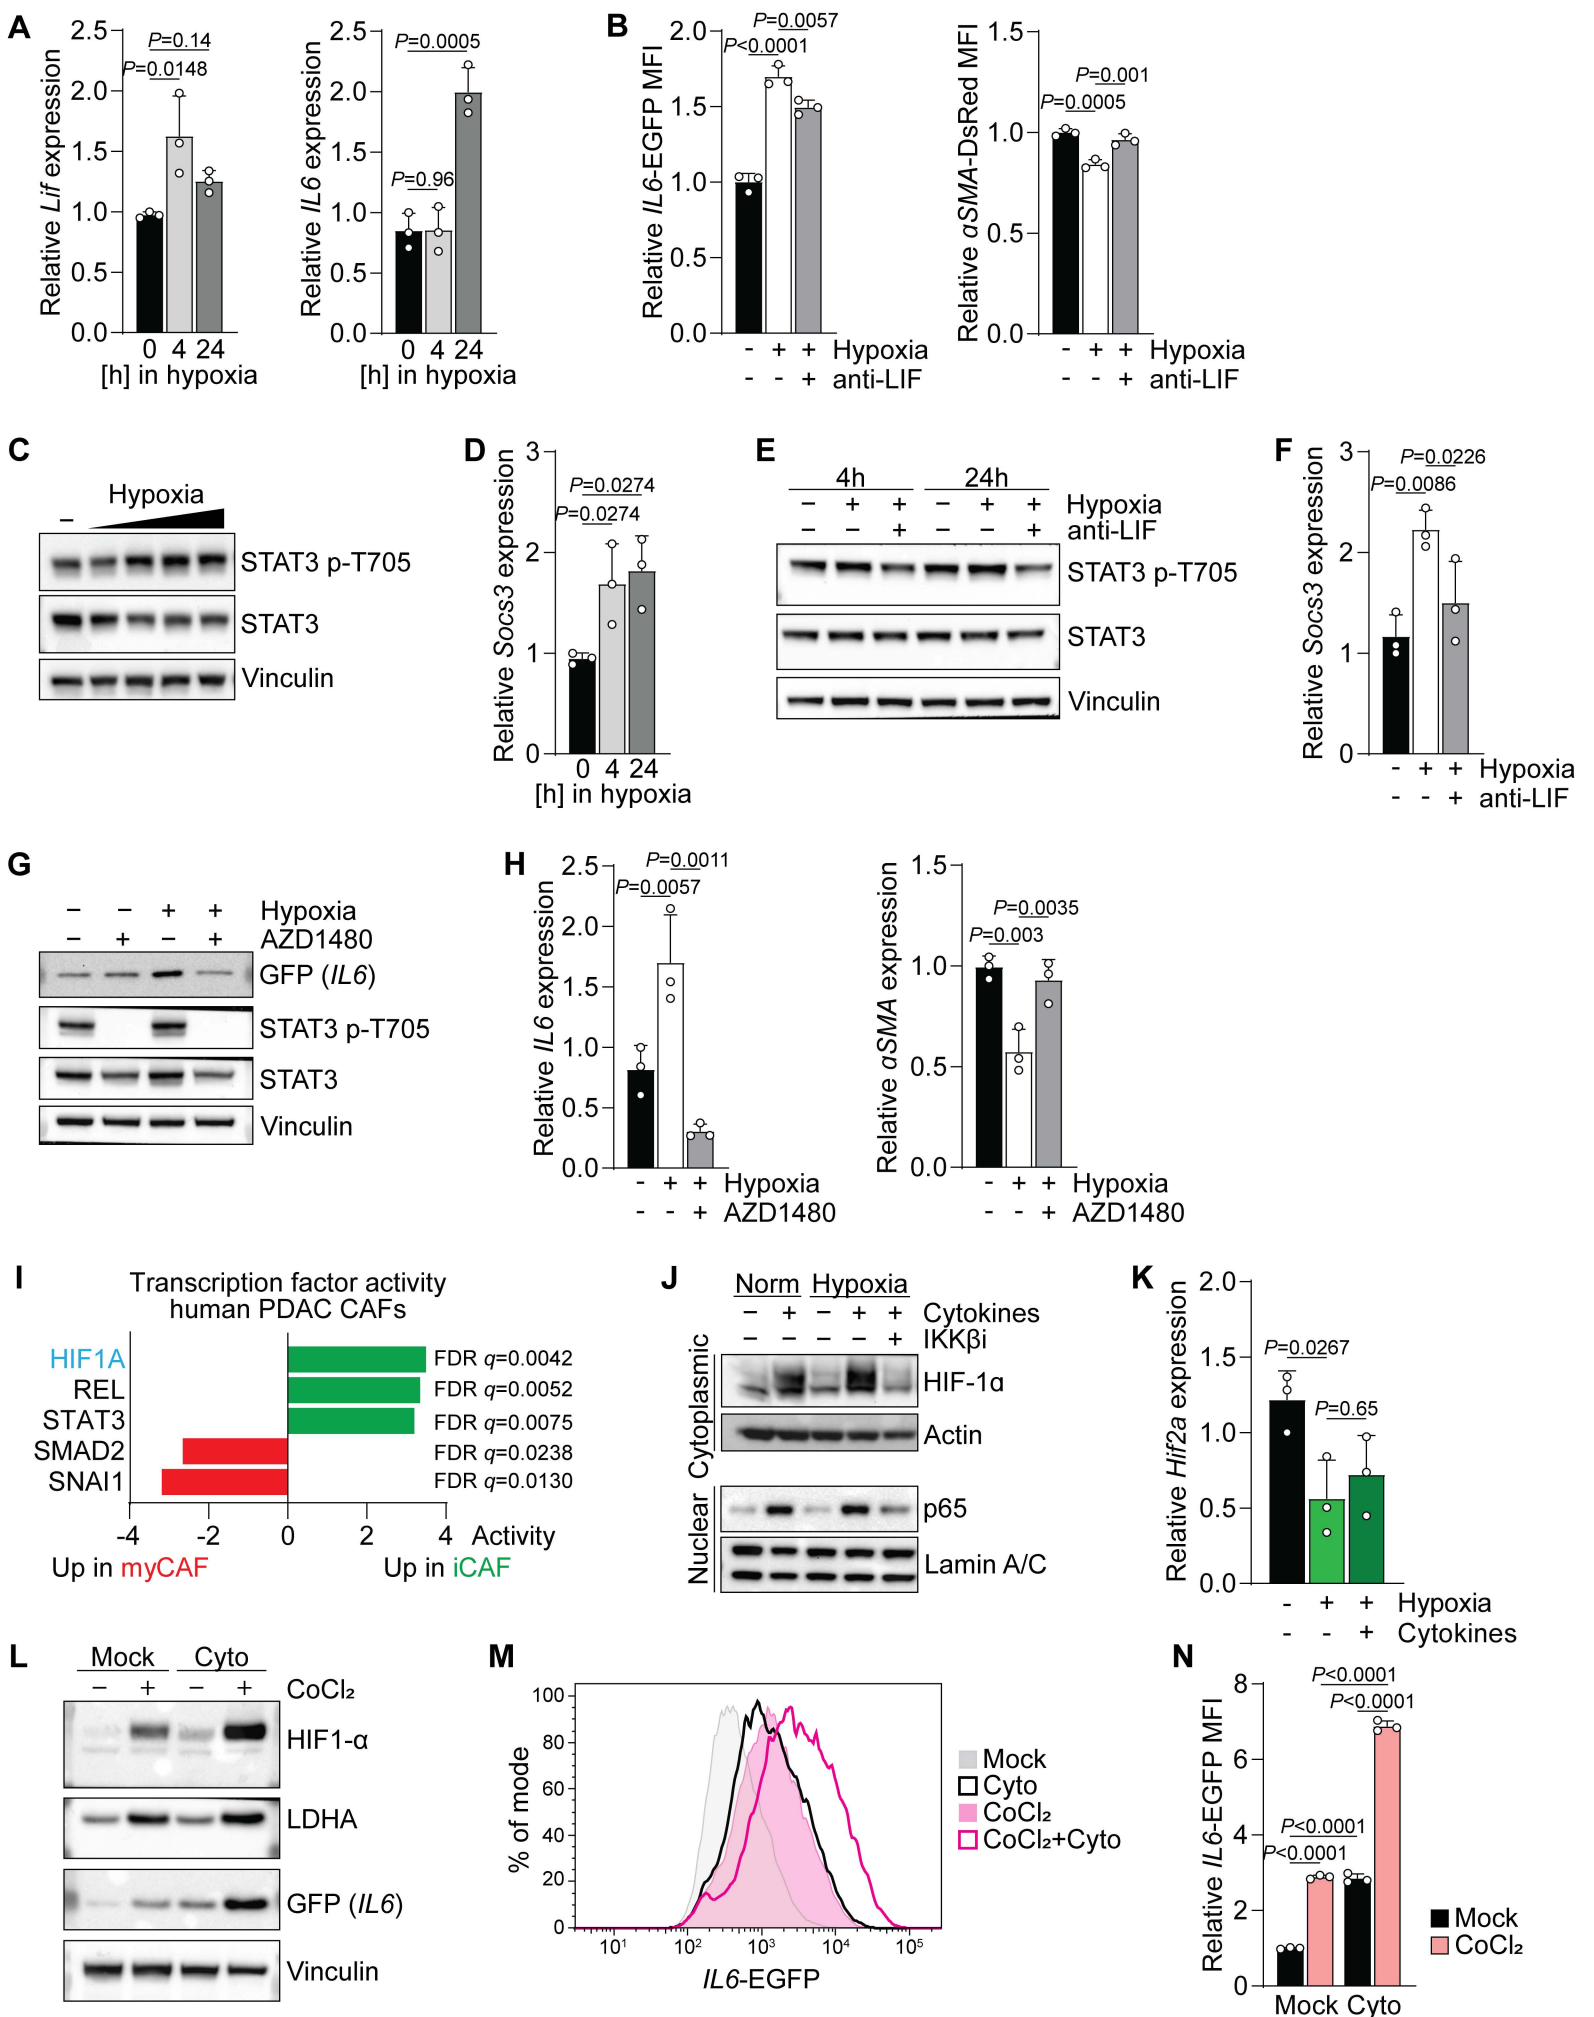 A
Relative Lif expression
2.5
2.0
1.5
1.0
0.5
0.0
P=0.14
P=0.0148
0 4 24
[h] in hypoxia
Relative IL6 expression
2.5
2.0
1.5
1.0
0.5
0.0
P=0.0005
P=0.96
0 4 24
[h] in hypoxia
B
Relative IL6-EGFP MFI
2.0
1.5
1.0
0.5
0.0
P=0.0057
P<0.0001
- + + Hypoxia
- - + anti-LIF
Relative αSMA-DsRed MFI
1.5
1.0
0.5
0.0
P=0.001
P=0.0005
- + + Hypoxia
- - + anti-LIF
C
Hypoxia
–
STAT3 p-T705
STAT3
Vinculin
D
Relative Socs3 expression
3
2
1
0
P=0.0274
P=0.0274
0 4 24
[h] in hypoxia
E
4h 24h
– + + – + + Hypoxia
– – + – – + anti-LIF
STAT3 p-T705
STAT3
Vinculin
F
Relative Socs3 expression
3
2
1
0
P=0.0226
P=0.0086
- + + Hypoxia
- - + anti-LIF
G
– – + + Hypoxia
– + – + AZD1480
GFP (IL6)
STAT3 p-T705
STAT3
Vinculin
H
Relative IL6 expression
2.5
2.0
1.5
1.0
0.5
0.0
P=0.0011
P=0.0057
- + + Hypoxia
- - + AZD1480
Relative αSMA expression
1.5
1.0
0.5
0.0
P=0.0035
P=0.003
- + + Hypoxia
- - + AZD1480
I
Transcription factor activity
human PDAC CAFs
HIF1A FDR q=0.0042
REL FDR q=0.0052
STAT3 FDR q=0.0075
SMAD2 FDR q=0.0238
SNAI1 FDR q=0.0130
-4 -2 0 2 4 Activity
Up in myCAF Up in iCAF
J
Norm Hypoxia
– + – + + Cytokines
– – – – + IKKβi
Cytoplasmic
HIF-1α
Actin
Nuclear
p65
Lamin A/C
K
Relative Hif2a expression
2.0
1.5
1.0
0.5
0.0
P=0.0267
P=0.65
- + + Hypoxia
- - + Cytokines
L
Mock Cyto
– + – + CoCl₂
HIF1-α
LDHA
GFP (IL6)
Vinculin
M
% of mode
100
80
60
40
20
0
10¹ 10² 10³ 10⁴ 10⁵
IL6-EGFP
Mock
Cyto
CoCl₂
CoCl₂+Cyto
N
Relative IL6-EGFP MFI
8
6
4
2
0
P<0.0001
P<0.0001
P<0.0001
P<0.0001
Mock Cyto
Mock
CoCl₂